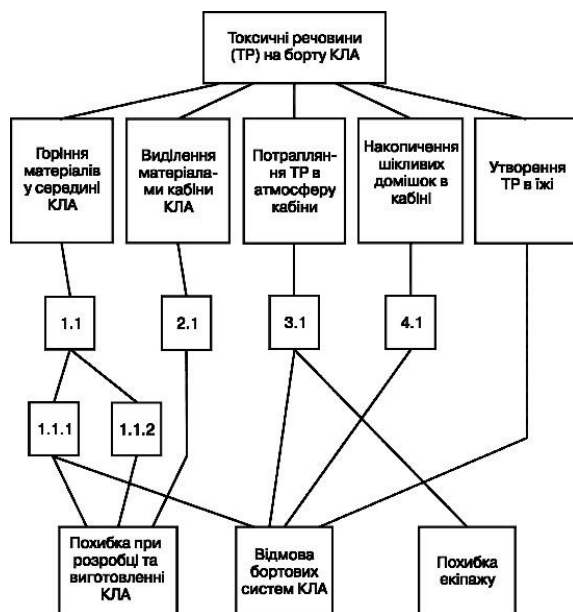 Токсичні речовини
(ТР) на борту КЛА
Горіння
матеріалів
у середині
КЛА
Виділення
матеріала-
ми кабіни
КЛА
Потраплян-
ня ТР в
атмосферу
кабіни
Накопичення
шікливих
домішок в
кабіні
Утворення
ТР в їжі
1.1
2.1
3.1
4.1
1.1.1
1.1.2
Похибка при
розробці та
виготовленні
КЛА
Відмова
бортових
систем КЛА
Похибка
екіпажу